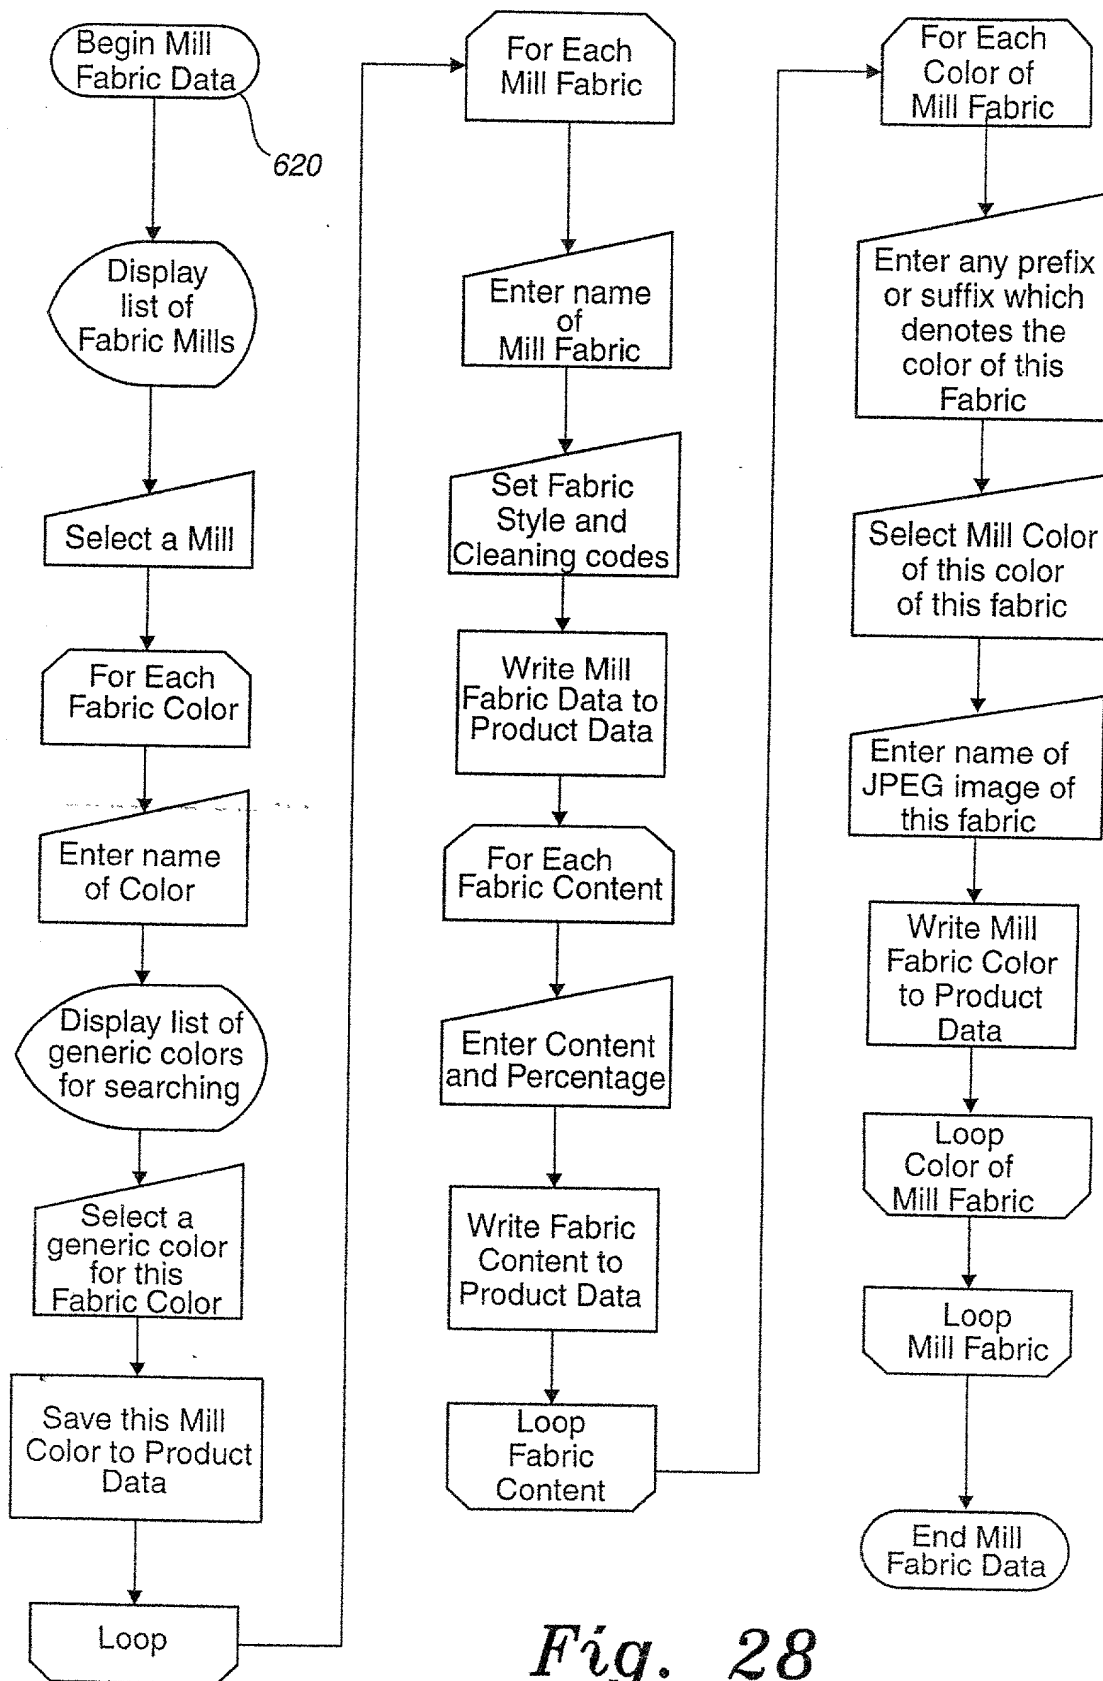 Begin Mill
Fabric Data
620
Display
list of
Fabric Mills
Select a Mill
For Each
Fabric Color
Enter name
of Color
Display list of
generic colors
for searching
Select a
generic color
for this
Fabric Color
Save this Mill
Color to Product
Data
Loop
For Each
Mill Fabric
Enter name
of
Mill Fabric
Set Fabric
Style and
Cleaning codes
Write Mill
Fabric Data to
Product Data
For Each
Fabric Content
Enter Content
and Percentage
Write Fabric
Content to
Product Data
Loop
Fabric
Content
For Each
Color of
Mill Fabric
Enter any prefix
or suffix which
denotes the
color of this
Fabric
Select Mill Color
of this color
of this fabric
Enter name of
JPEG image of
this fabric
Write Mill
Fabric Color
to Product
Data
Loop
Color of
Mill Fabric
Loop
Mill Fabric
End Mill
Fabric Data
Fig. 28